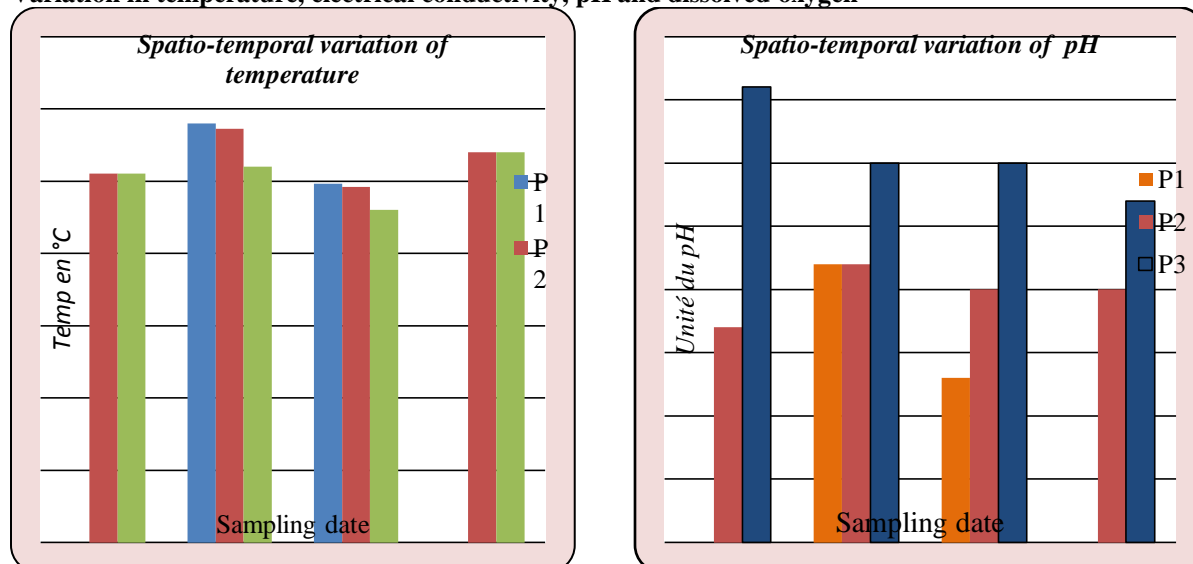 Variation in temperature, electrical conductivity, pH and dissolved oxygen
Spatio-temporal variation of
temperature
Temp en °C
P
1
P
2
Sampling date
Spatio-temporal variation of pH
Unité du pH
P1
P2
P3
Sampling date